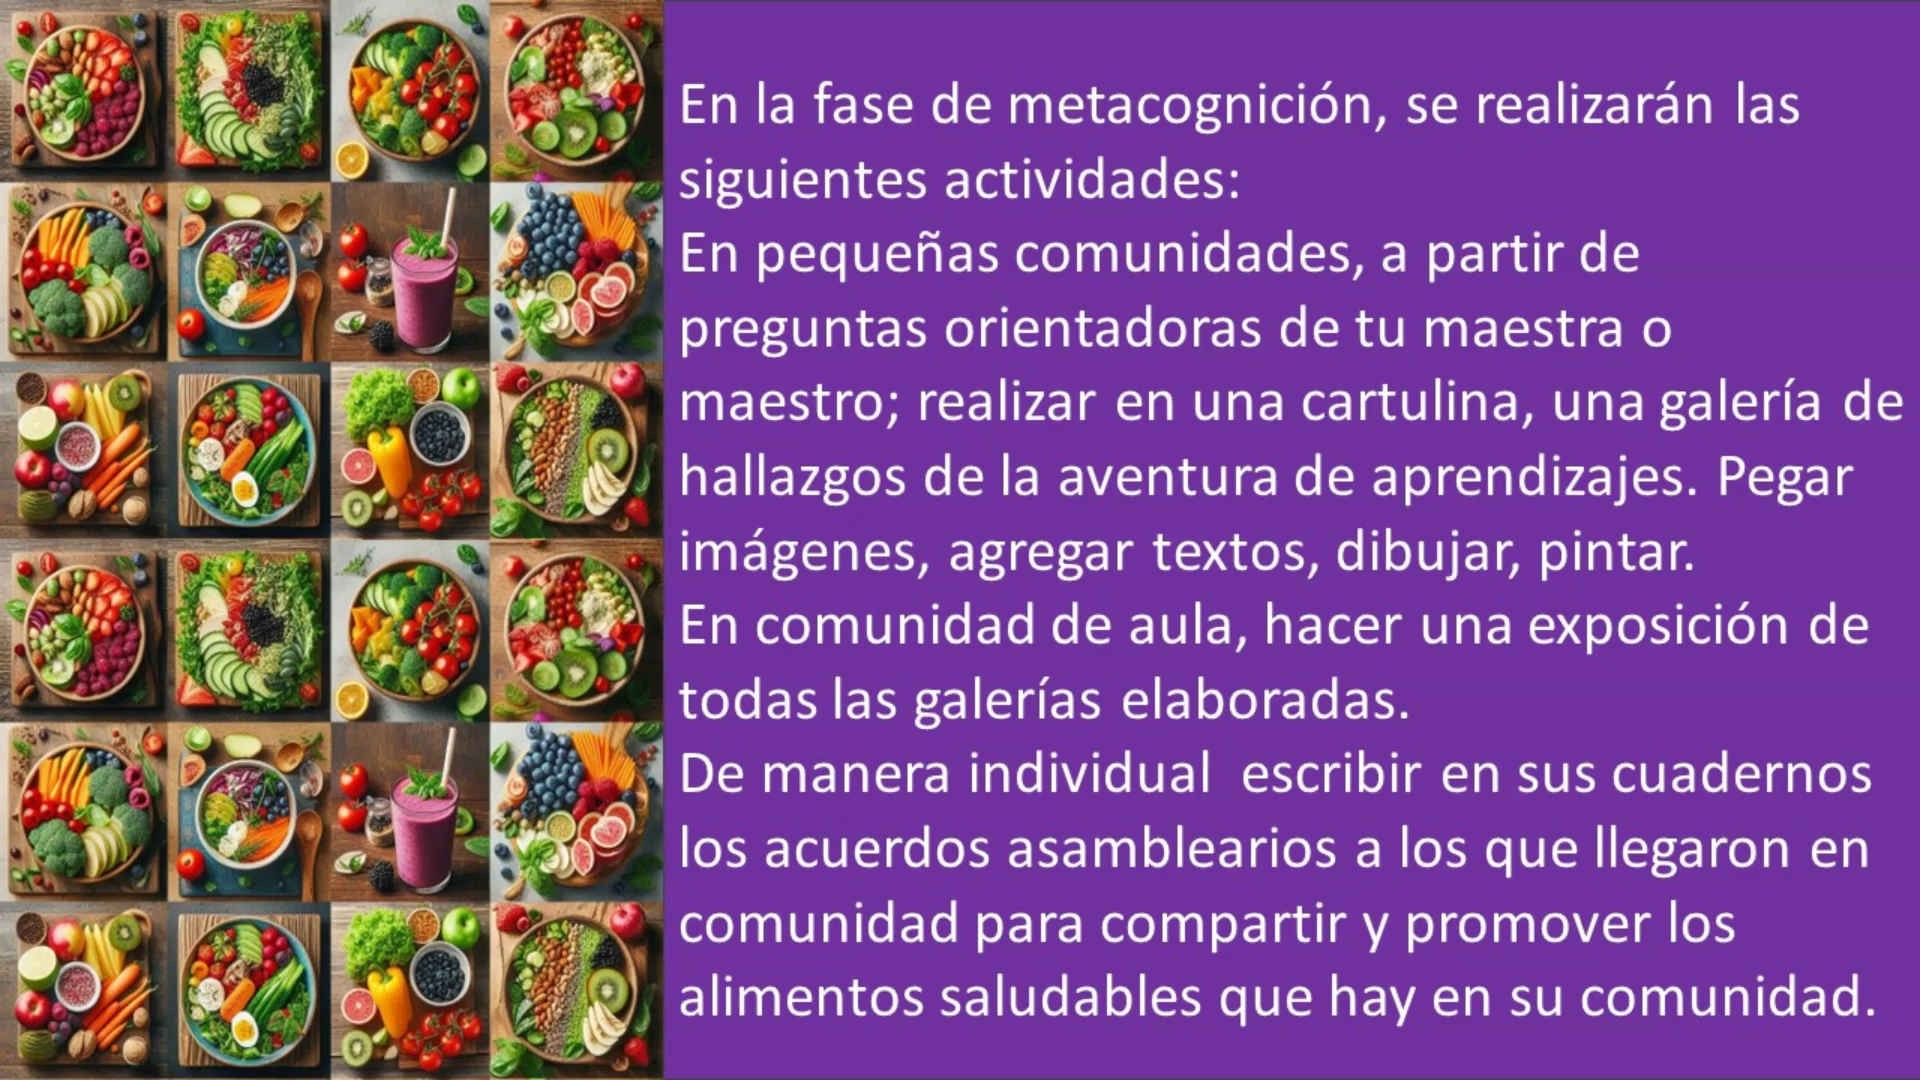 En la fase de metacognición, se realizarán las
siguientes actividades:
En pequeñas comunidades, a partir de
preguntas orientadoras de tu maestra o
maestro; realizar en una cartulina, una galería de
hallazgos de la aventura de aprendizajes. Pegar
imágenes, agregar textos, dibujar, pintar.
En comunidad de aula, hacer una exposición de
todas las galerías elaboradas.
De manera individual  escribir en sus cuadernos
los acuerdos asamblearios a los que llegaron en
comunidad para compartir y promover los
alimentos saludables que hay en su comunidad.